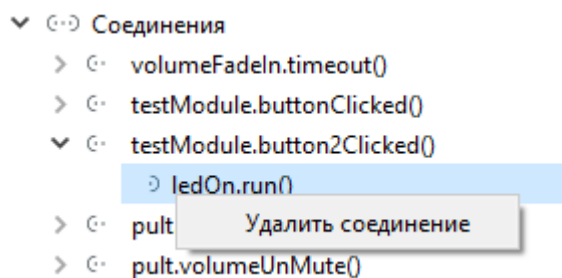 Соединения
volumeFadeIn.timeout()
testModule.buttonClicked()
testModule.button2Clicked()
ledOn.run()
Удалить соединение
pult
pult.volumeUnMute()